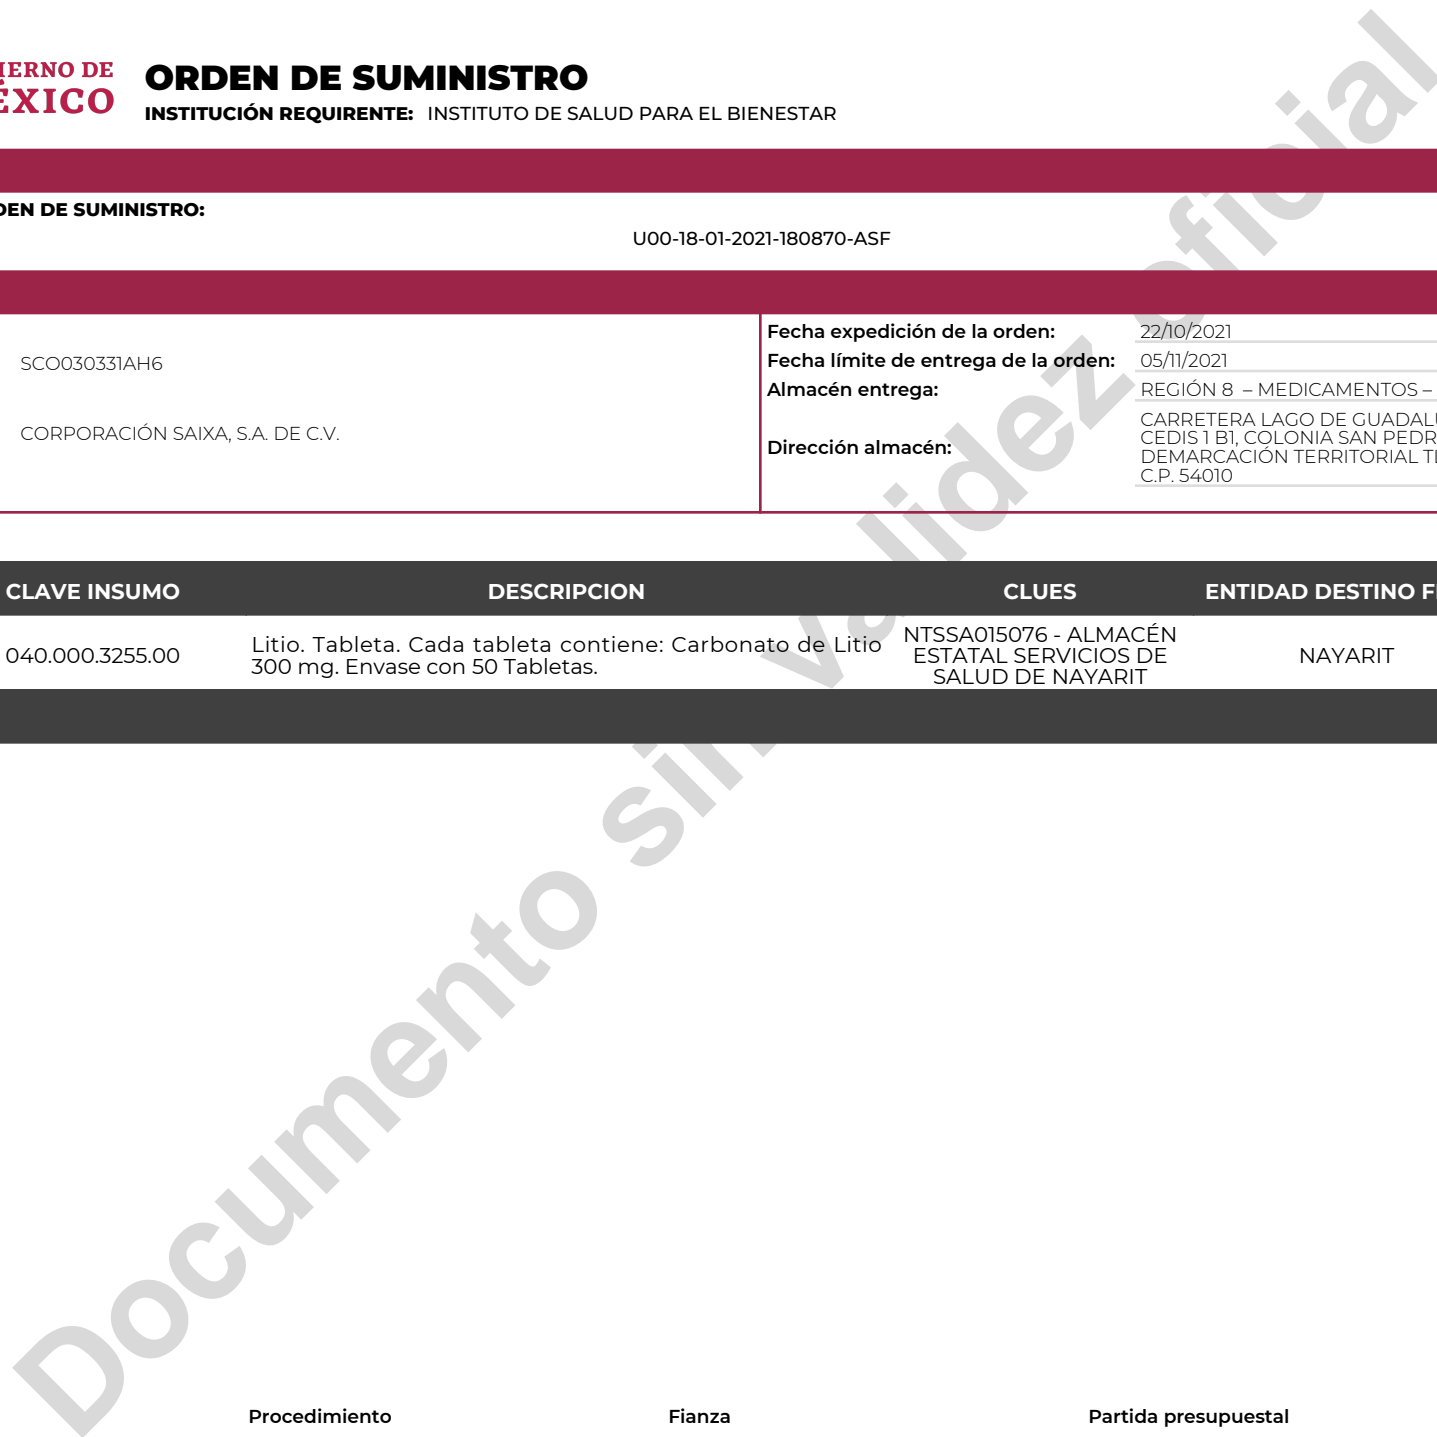 IERNO DE
ÉXICO
ORDEN DE SUMINISTRO
INSTITUCIÓN REQUIRENTE: INSTITUTO DE SALUD PARA EL BIENESTAR
DEN DE SUMINISTRO:
U00-18-01-2021-180870-ASF
SCO030331AH6
CORPORACIÓN SAIXA, S.A. DE C.V.
Fecha expedición de la orden: 22/10/2021
Fecha límite de entrega de la orden: 05/11/2021
Almacén entrega: REGIÓN 8 – MEDICAMENTOS –
Dirección almacén:
CARRETERA LAGO DE GUADALU
CEDIS 1 B1, COLONIA SAN PEDR
DEMARCACIÓN TERRITORIAL TL
C.P. 54010
CLAVE INSUMO DESCRIPCION CLUES ENTIDAD DESTINO FI
040.000.3255.00
Litio. Tableta. Cada tableta contiene: Carbonato de Litio
300 mg. Envase con 50 Tabletas.
NTSSA015076 - ALMACÉN
ESTATAL SERVICIOS DE
SALUD DE NAYARIT
NAYARIT
Documento sin validez oficial
Procedimiento Fianza Partida presupuestal